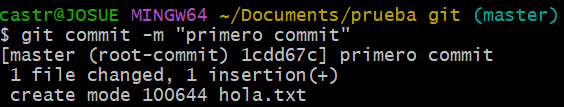 castr@JOSUE MINGW64 ~/Documents/prueba git (master)
$ git commit -m "primero commit"
[master (root-commit) 1cdd67c] primero commit
 1 file changed, 1 insertion(+)
 create mode 100644 hola.txt